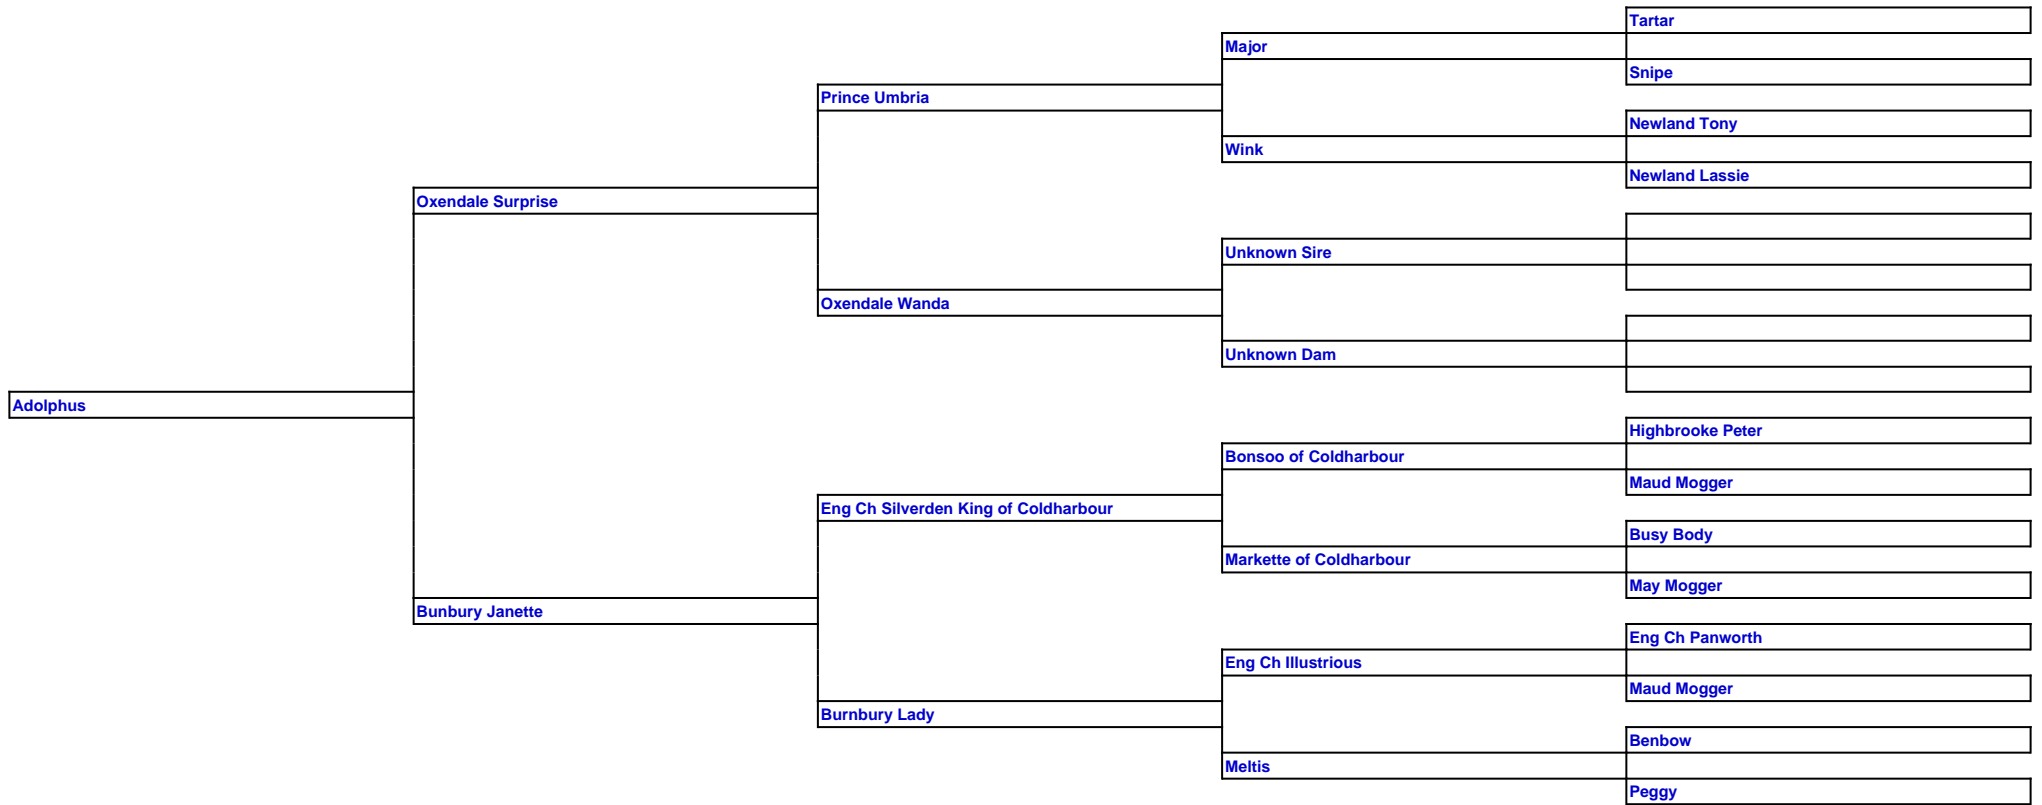 Tartar
Major
Snipe
Prince Umbria
Newland Tony
Wink
Newland Lassie
Oxendale Surprise
Unknown Sire
Oxendale Wanda
Unknown Dam
Adolphus
Highbrooke Peter
Bonsoo of Coldharbour
Maud Mogger
Eng Ch Silverden King of Coldharbour
Busy Body
Markette of Coldharbour
May Mogger
Bunbury Janette
Eng Ch Panworth
Eng Ch Illustrious
Maud Mogger
Burnbury Lady
Benbow
Meltis
Peggy